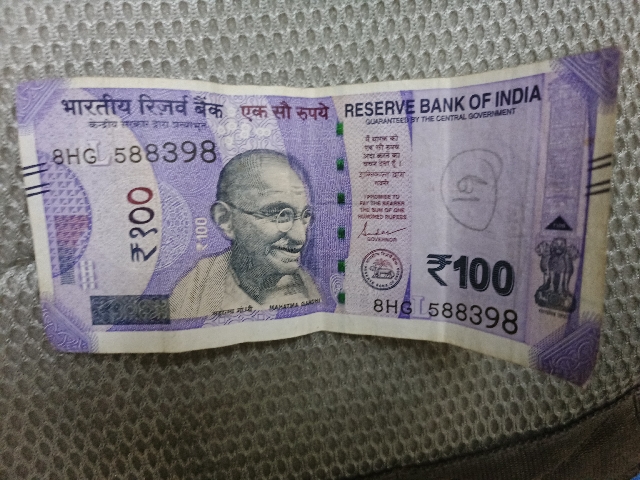 भारतीय रिज़र्व बैंक
केन्द्रीय सरकार द्वारा प्रत्याभूत
एक सौ रुपये
RESERVE BANK OF INDIA
GUARANTEED BY THE CENTRAL GOVERNMENT
8HG 588398
₹१००
₹100
मैं धारक को
एक सौ रुपये
अदा करने का
वचन देता हूँ।
I PROMISE TO
PAY THE BEARER
THE SUM OF ONE
HUNDRED RUPEES
GOVERNOR
₹100
महात्मा गाँधी
MAHATMA GANDHI
8HG 588398